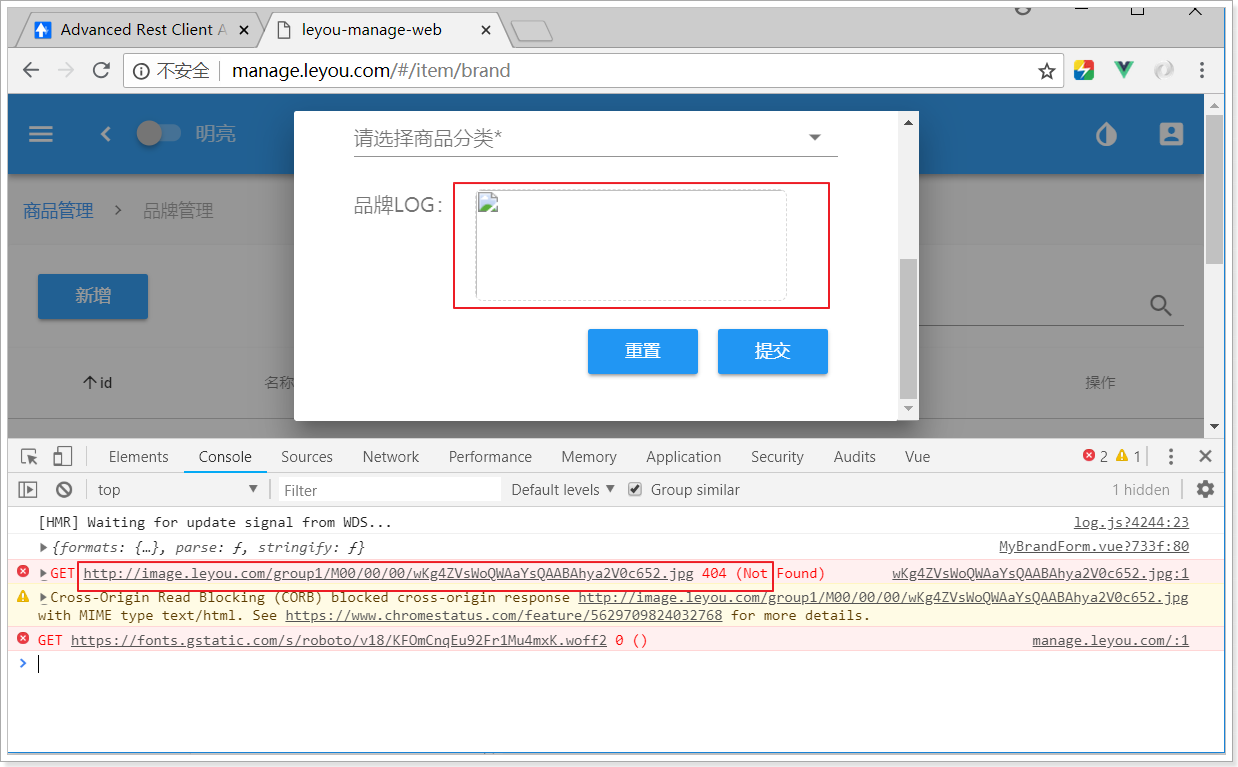 Advanced Rest Client A
leyou-manage-web
不安全 manage.leyou.com/#/item/brand
明亮
请选择商品分类*
商品管理 品牌管理
品牌LOG：
新增
重置 提交
id 名称 操作
Elements Console Sources Network Performance Memory Application Security Audits Vue 2 1
top Filter Default levels Group similar 1 hidden
[HMR] Waiting for update signal from WDS... log.js?4244:23
{formats: {…}, parse: ƒ, stringify: ƒ} MyBrandForm.vue?733f:80
GET http://image.leyou.com/group1/M00/00/00/wKg4ZVsWoQWAaYsQAABAhya2V0c652.jpg 404 (Not Found) wKg4ZVsWoQWAaYsQAABAhya2V0c652.jpg:1
Cross-Origin Read Blocking (CORB) blocked cross-origin response http://image.leyou.com/group1/M00/00/00/wKg4ZVsWoQWAaYsQAABAhya2V0c652.jpg
with MIME type text/html. See https://www.chromestatus.com/feature/5629709824032768 for more details.
GET https://fonts.gstatic.com/s/roboto/v18/KFOmCnqEu92Fr1Mu4mxK.woff2 0 () manage.leyou.com/:1